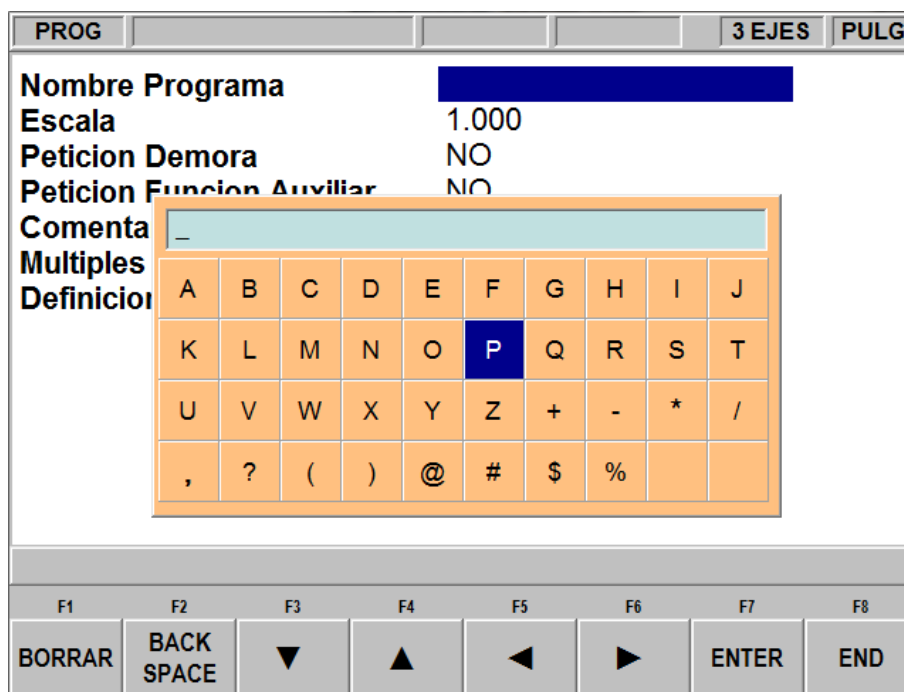 PROG 3 EJES PULG
Nombre Programa
Escala 1.000
Peticion Demora NO
Peticion Funcion Auxiliar NO
Comenta
Multiples
Definicion
_
A B C D E F G H I J
K L M N O P Q R S T
U V W X Y Z + - * /
, ? ( ) @ # $ %
F1 F2 F3 F4 F5 F6 F7 F8
BORRAR BACK SPACE ▼ ▲ ◀ ▶ ENTER END